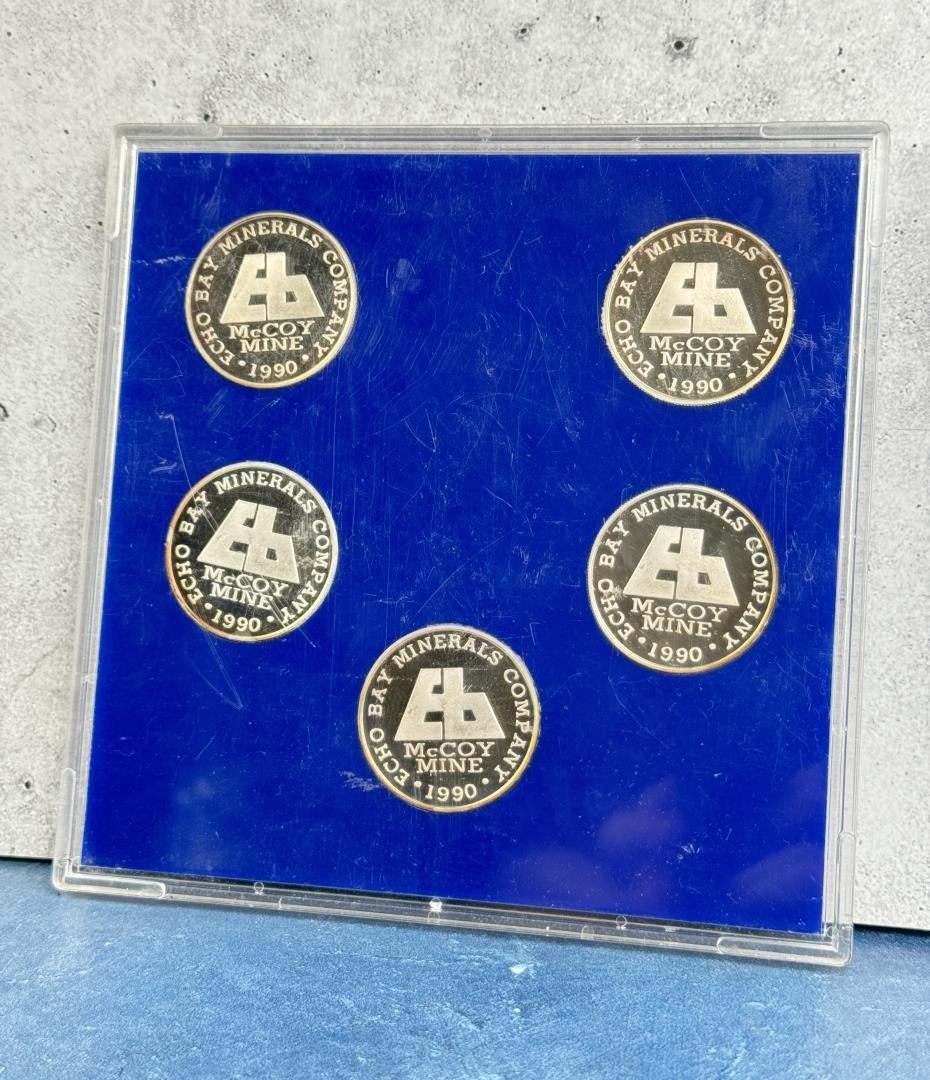 ECHO BAY MINERALS COMPANY
Eb
McCOY
MINE
• 1990 •
ECHO BAY MINERALS COMPANY
Eb
McCOY
MINE
• 1990 •
ECHO BAY MINERALS COMPANY
Eb
McCOY
MINE
• 1990 •
ECHO BAY MINERALS COMPANY
Eb
McCOY
MINE
• 1990 •
ECHO BAY MINERALS COMPANY
Eb
McCOY
MINE
• 1990 •